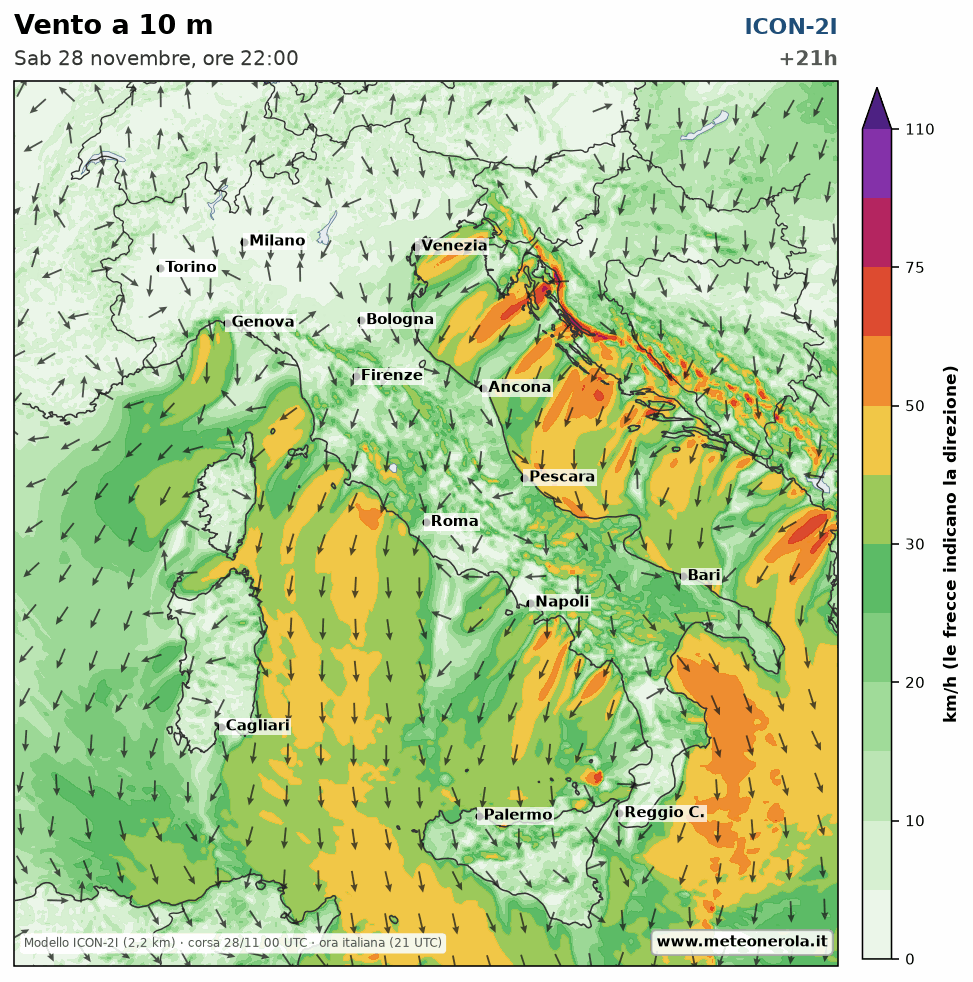 Vento a 10 m
ICON-2I
Sab 28 novembre, ore 22:00
+21h
110
75
50
30
20
10
0
km/h (le frecce indicano la direzione)
Venezia
Milano
Torino
Genova
Bologna
Firenze
Ancona
Pescara
Roma
Bari
Napoli
Cagliari
Palermo
Reggio C.
Modello ICON-2I (2,2 km) · corsa 28/11 00 UTC · ora italiana (21 UTC)
www.meteonerola.it